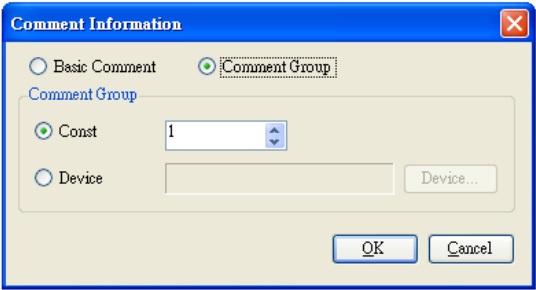 Comment Information
Basic Comment Comment Group
Comment Group
Const 1
Device Device...
OK Cancel